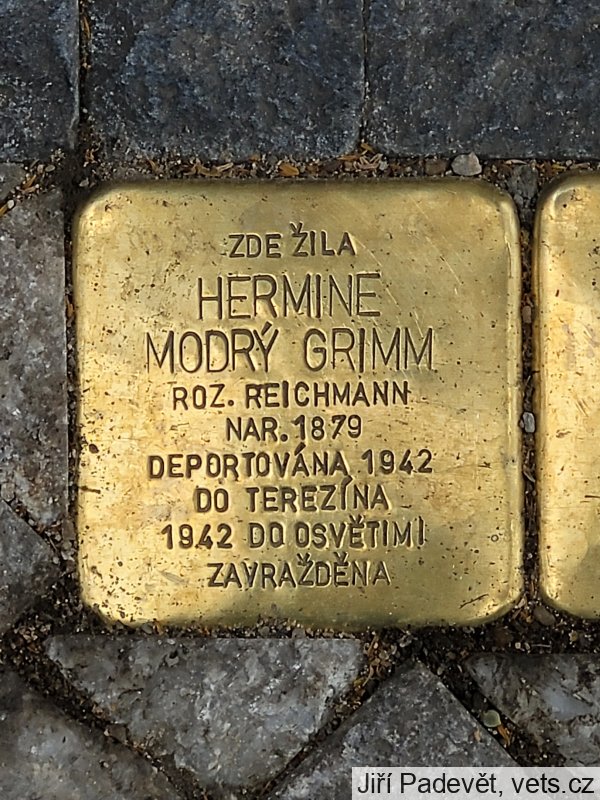 ZDE ŽILA
HERMINE
MODRÝ GRIMM
ROZ. REICHMANN
NAR. 1879
DEPORTOVÁNA 1942
DO TEREZÍNA
1942 DO OSVĚTIMI
ZAVRAŽDĚNA
Jiří Padevět, vets.cz